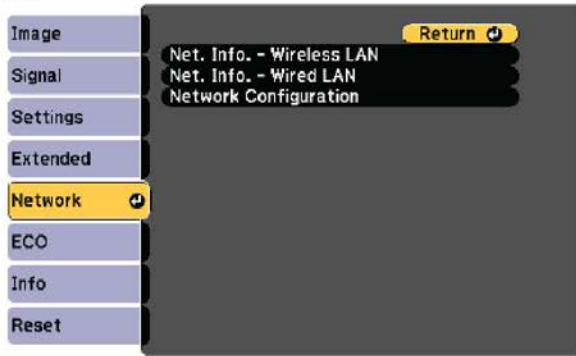 Image
Signal
Settings
Extended
Network
ECO
Info
Reset
Return
Net. Info. - Wireless LAN
Net. Info. - Wired LAN
Network Configuration